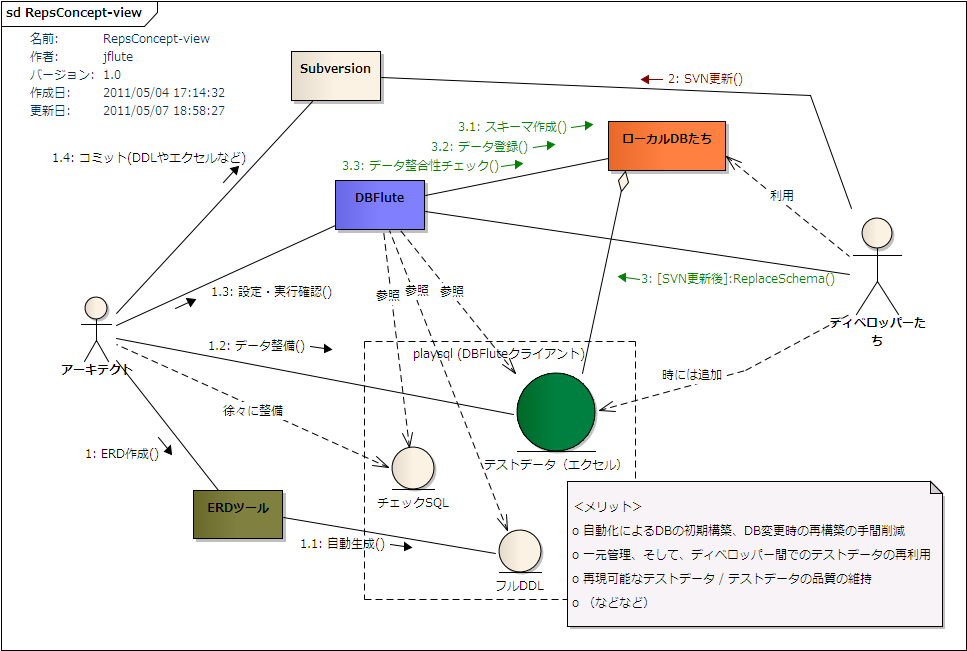 sd RepsConcept-view
名前: RepsConcept-view
作者: jflute
バージョン: 1.0
作成日: 2011/05/04 17:14:32
更新日: 2011/05/07 18:58:27
Subversion
2: SVN更新()
3.1: スキーマ作成()
3.2: データ登録()
3.3: データ整合性チェック()
ローカルDBたち
1.4: コミット(DDLやエクセルなど)
DBFlute
利用
3: [SVN更新後]:ReplaceSchema()
1.3: 設定・実行確認()
参照
参照
参照
ディベロッパーた
ち
アーキテクト
1.2: データ整備()
playsql (DBFluteクライアント)
時には追加
徐々に整備
1: ERD作成()
テストデータ（エクセル）
チェックSQL
ERDツール
1.1: 自動生成()
フルDDL
＜メリット＞
o 自動化によるDBの初期構築、DB変更時の再構築の手間削減
o 一元管理、そして、ディベロッパー間でのテストデータの再利用
o 再現可能なテストデータ / テストデータの品質の維持
o （などなど）